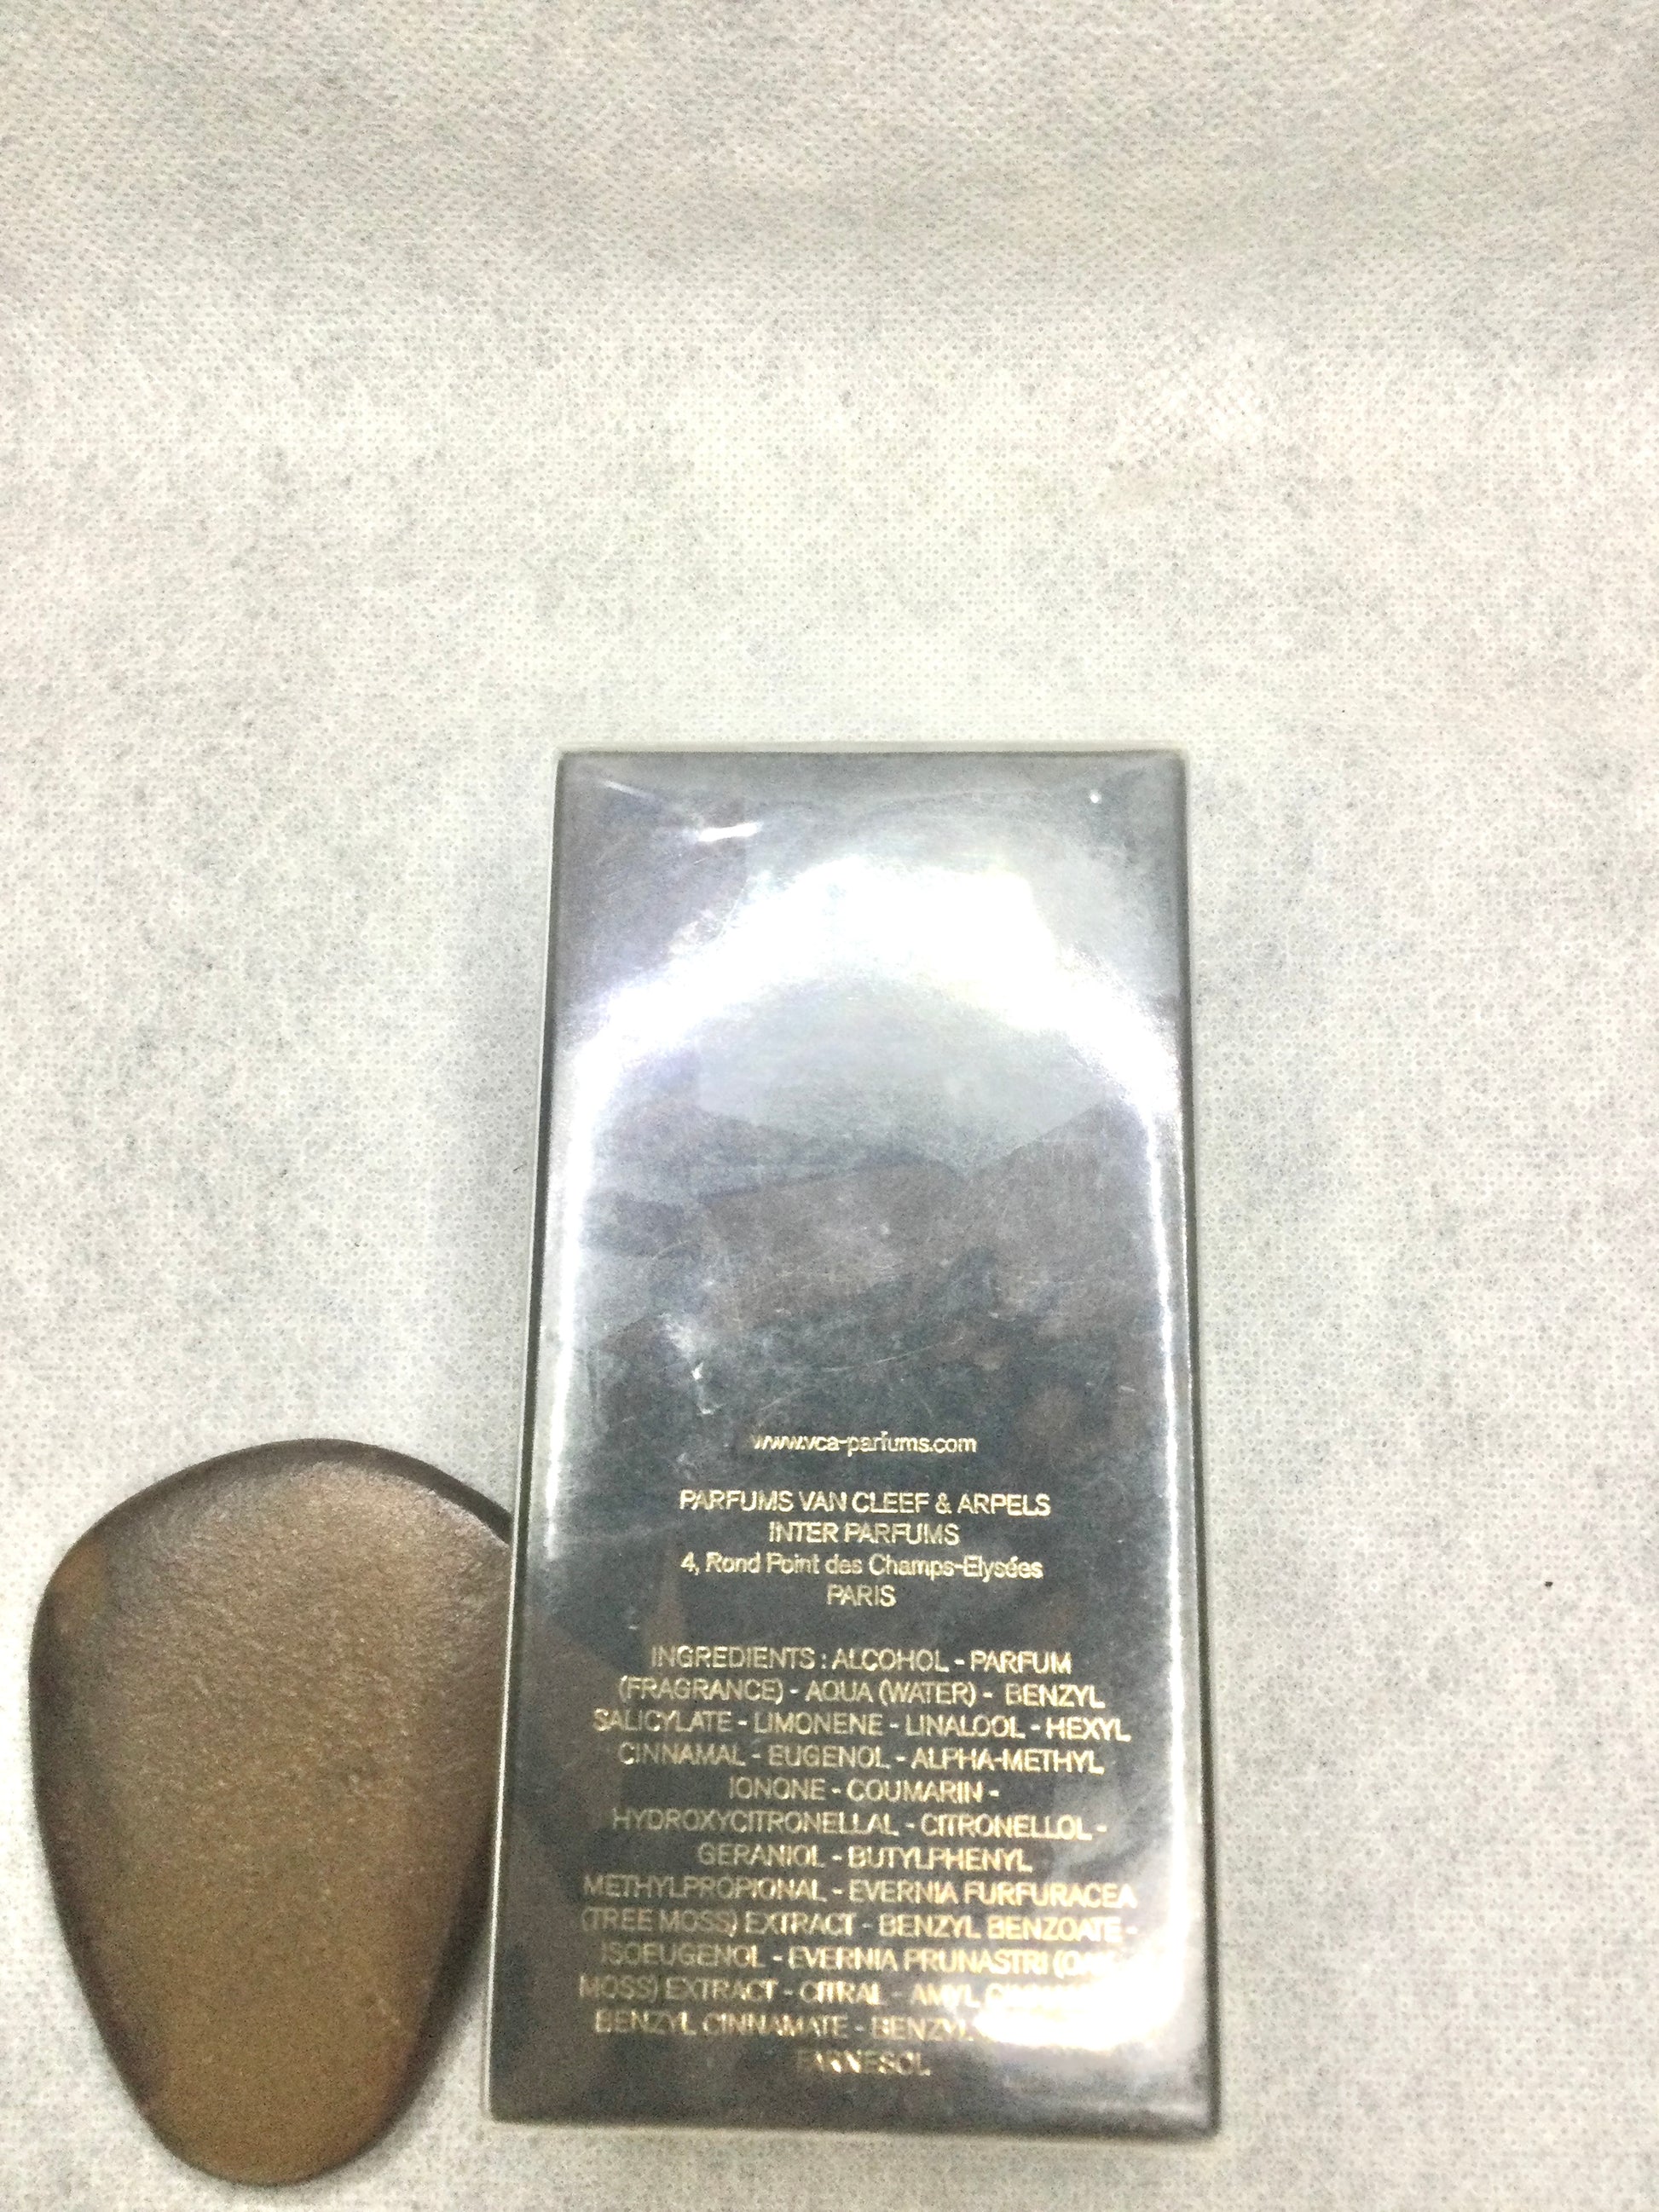 www.vca-parfums.com
PARFUMS VAN CLEEF & ARPELS
INTER PARFUMS
4, Rond Point des Champs-Elysées
PARIS
INGREDIENTS : ALCOHOL - PARFUM
(FRAGRANCE) - AQUA (WATER) - BENZYL
SALICYLATE - LIMONENE - LINALOOL - HEXYL
CINNAMAL - EUGENOL - ALPHA-METHYL
IONONE - COUMARIN -
HYDROXYCITRONELLAL - CITRONELLOL -
GERANIOL - BUTYLPHENYL
METHYLPROPIONAL - EVERNIA FURFURACEA
(TREE MOSS) EXTRACT - BENZYL BENZOATE -
ISOEUGENOL - EVERNIA PRUNASTRI
MOSS) EXTRACT - CITRAL - AMYL
BENZYL CINNAMATE - BENZYL
FARNESOL